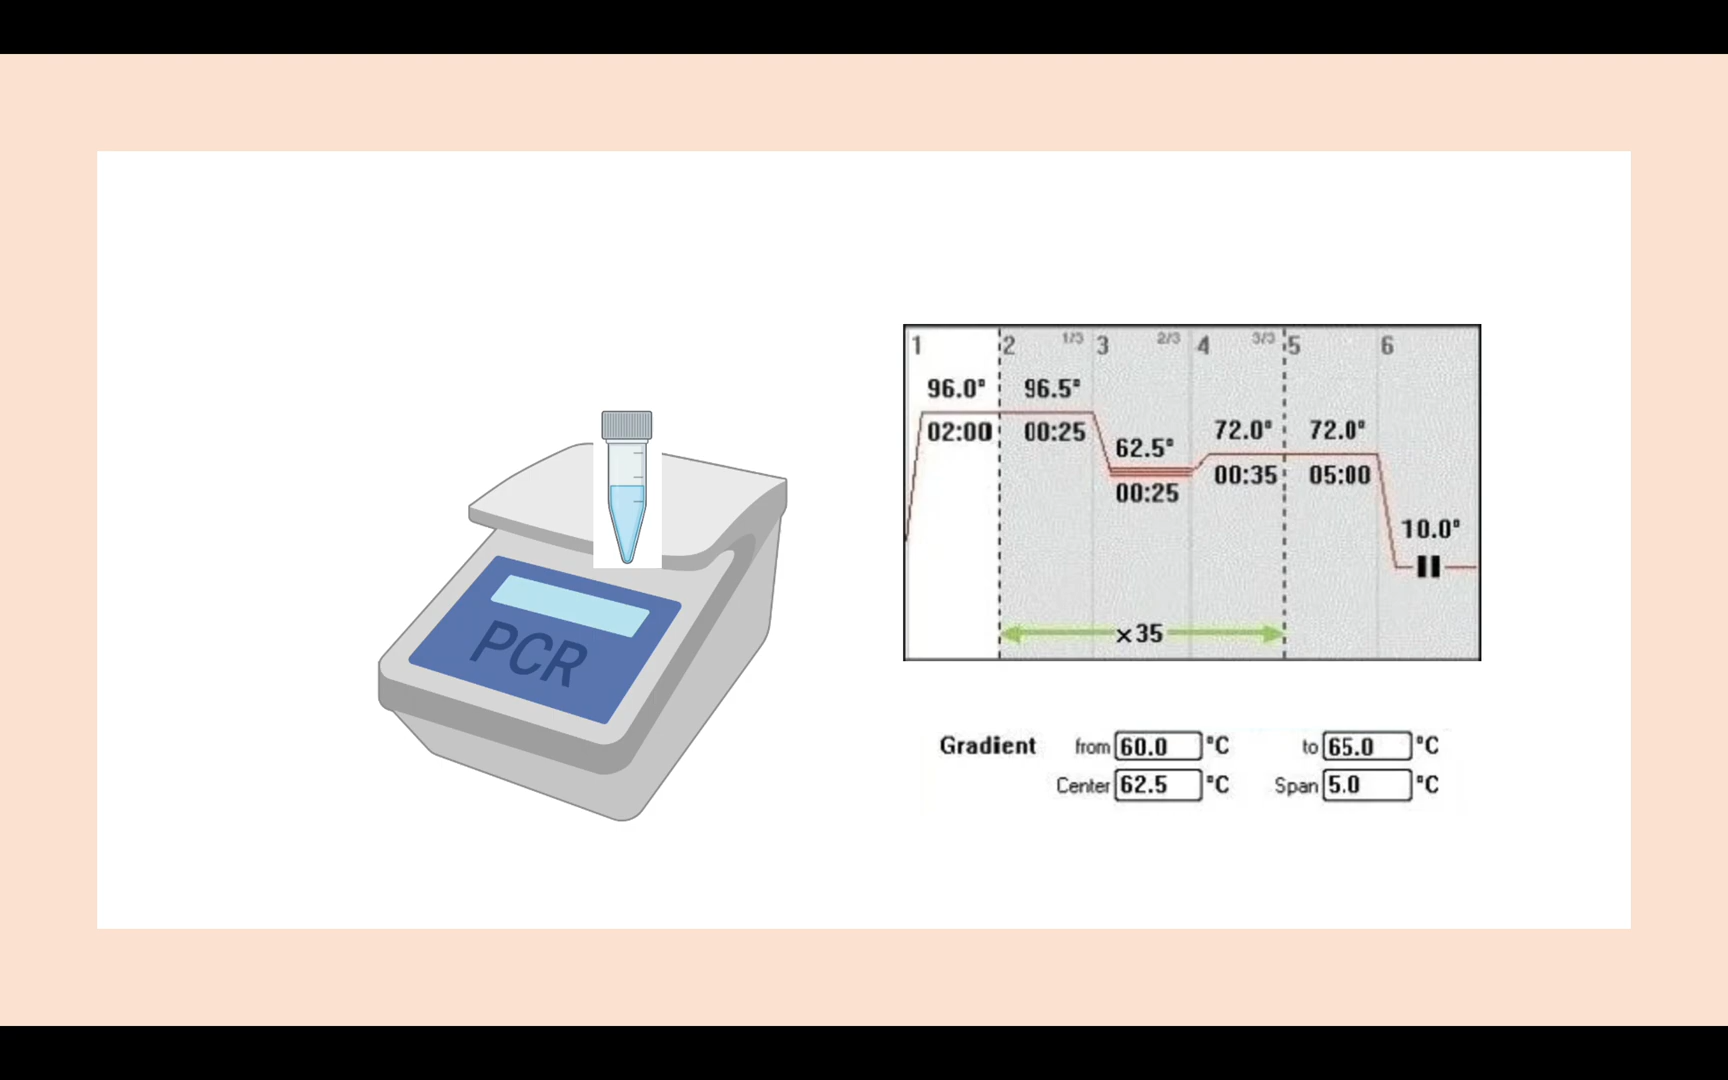 PCR
1 2 1/3 3 2/3 4 3/3 5 6
96.0° 96.5° 62.5° 72.0° 72.0° 10.0°
02:00 00:25 00:25 00:35 05:00
×35
Gradient from 60.0 °C to 65.0 °C
Center 62.5 °C Span 5.0 °C